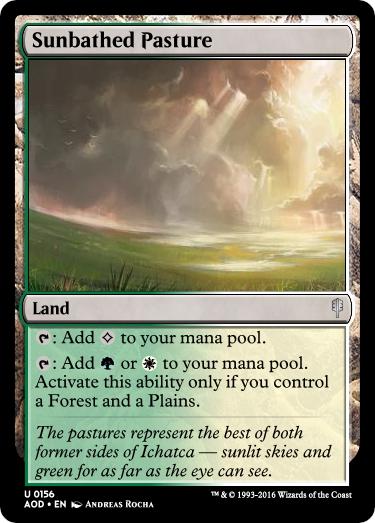 Sunbathed Pasture
Land
: Add to your mana pool.
: Add or to your mana pool.
Activate this ability only if you control
a Forest and a Plains.
The pastures represent the best of both
former sides of Ichatca — sunlit skies and
green for as far as the eye can see.
U 0156
AOD • EN Andreas Rocha
™ & © 1993-2016 Wizards of the Coast